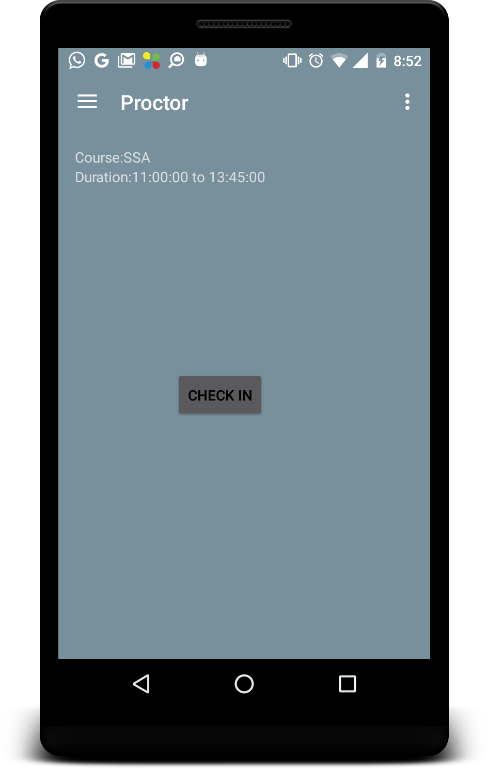 8:52
Proctor
Course:SSA
Duration:11:00:00 to 13:45:00
CHECK IN